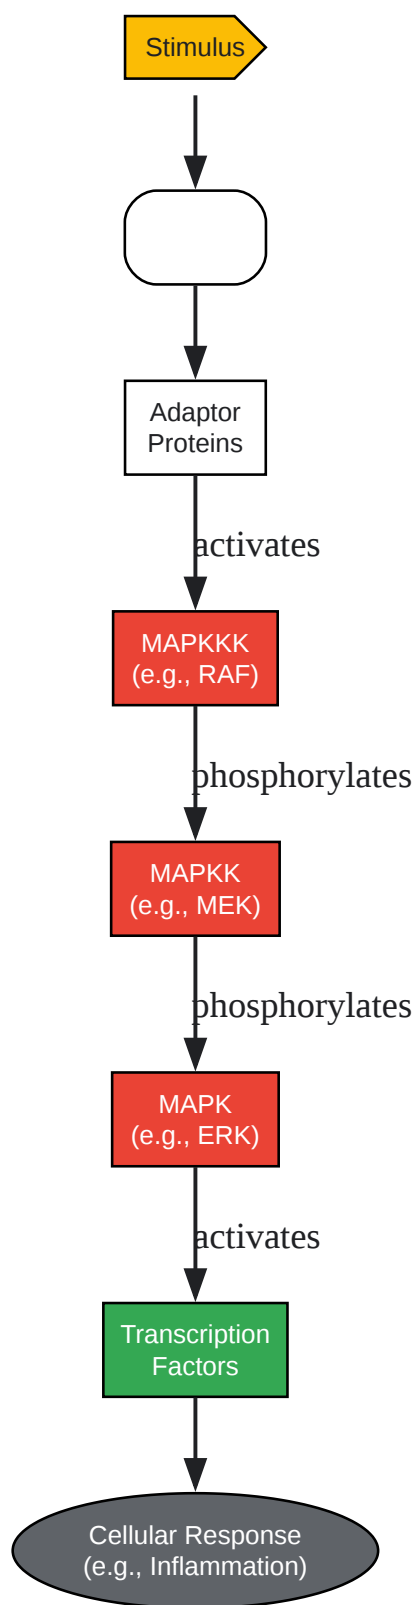 Stimulus
Adaptor
Proteins
activates
MAPKKK
(e.g., RAF)
phosphorylates
MAPKK
(e.g., MEK)
phosphorylates
MAPK
(e.g., ERK)
activates
Transcription
Factors
Cellular Response
(e.g., Inflammation)